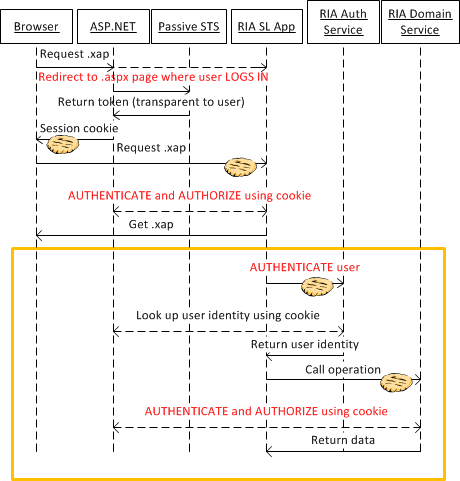 Browser
ASP.NET
Passive STS
RIA SL App
RIA Auth
Service
RIA Domain
Service
Request .xap
Redirect to .aspx page where user LOGS IN
Return token (transparent to user)
Session cookie
Request .xap
AUTHENTICATE and AUTHORIZE using cookie
Get .xap
AUTHENTICATE user
Look up user identity using cookie
Return user identity
Call operation
AUTHENTICATE and AUTHORIZE using cookie
Return data